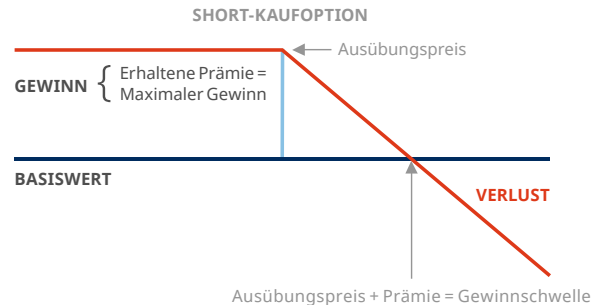 SHORT-KAUFOPTION
Ausübungspreis
GEWINN { Erhaltene Prämie =
Maximaler Gewinn
BASISWERT
VERLUST
Ausübungspreis + Prämie = Gewinnschwelle